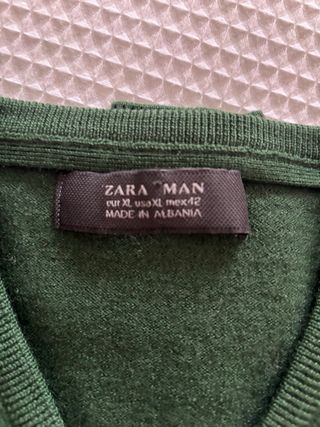 ZARA MAN
eur XL usa XL mex 42
MADE IN ALBANIA